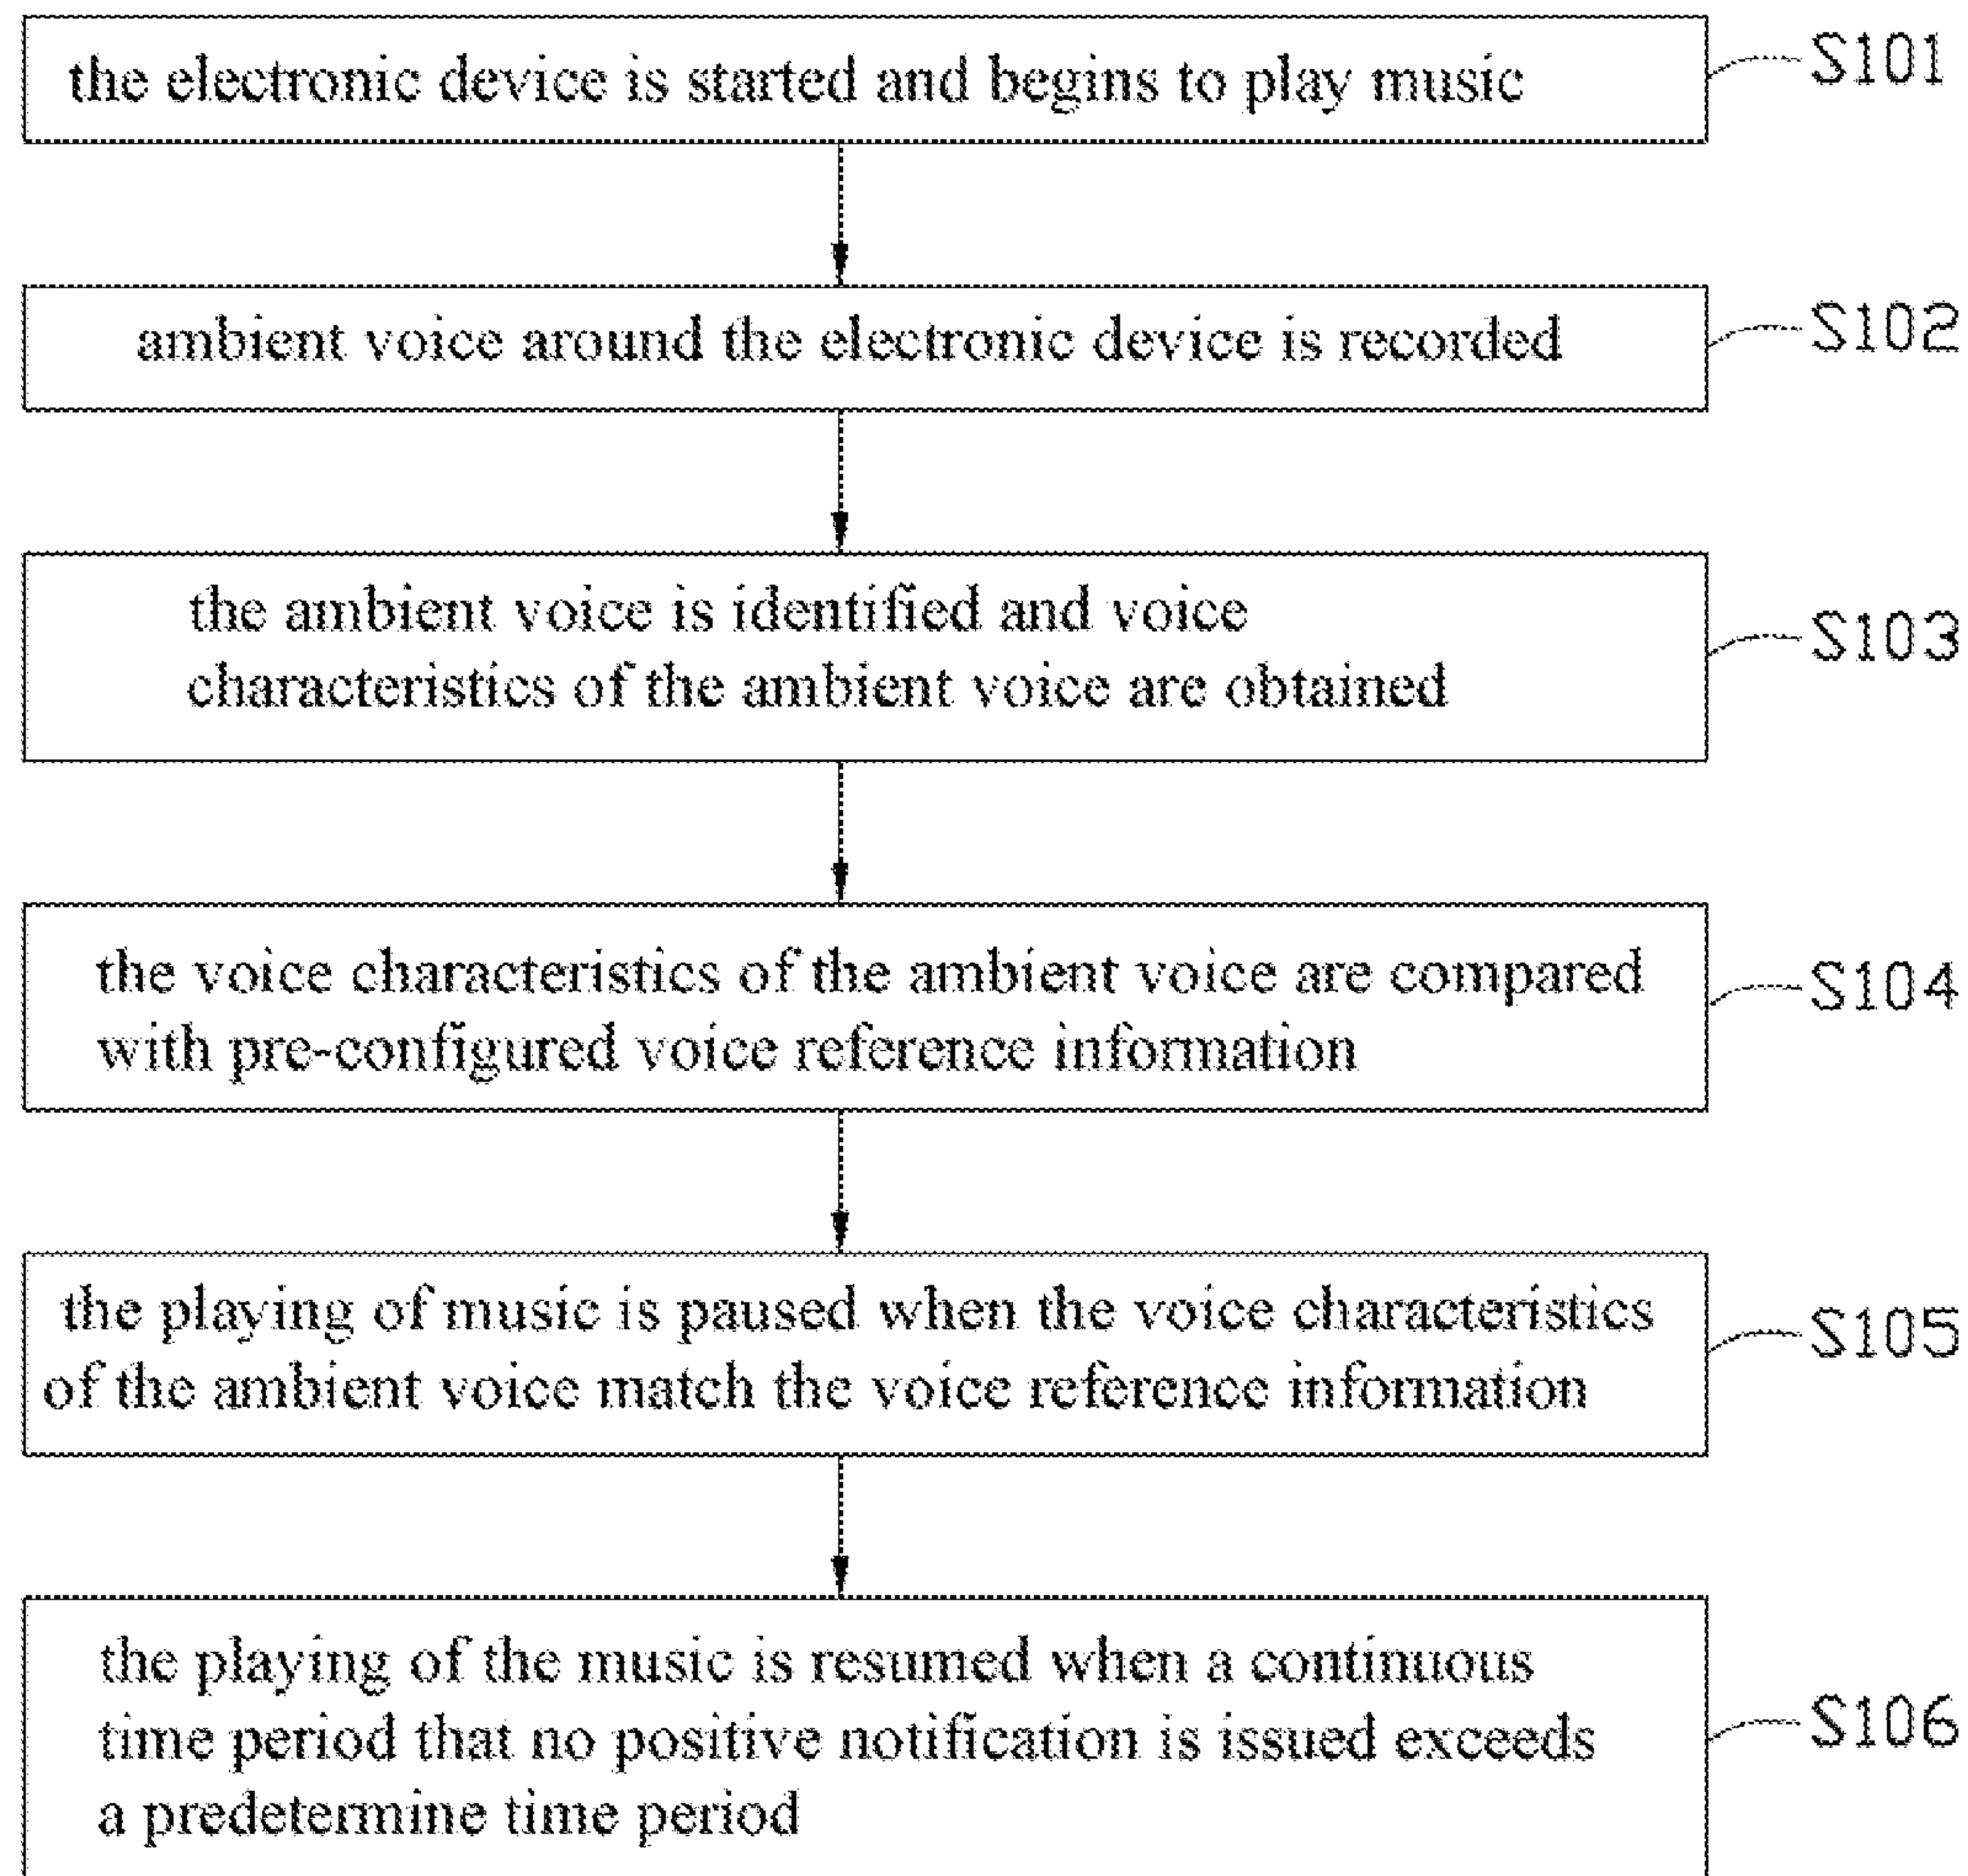 the electronic device is started and begins to play music
S101
ambient voice around the electronic device is recorded
S102
the ambient voice is identified and voice
characteristics of the ambient voice are obtained
S103
the voice characteristics of the ambient voice are compared
with pre-configured voice reference information
S104
the playing of music is paused when the voice characteristics
of the ambient voice match the voice reference information
S105
the playing of the music is resumed when a continuous
time period that no positive notification is issued exceeds
a predetermine time period
S106